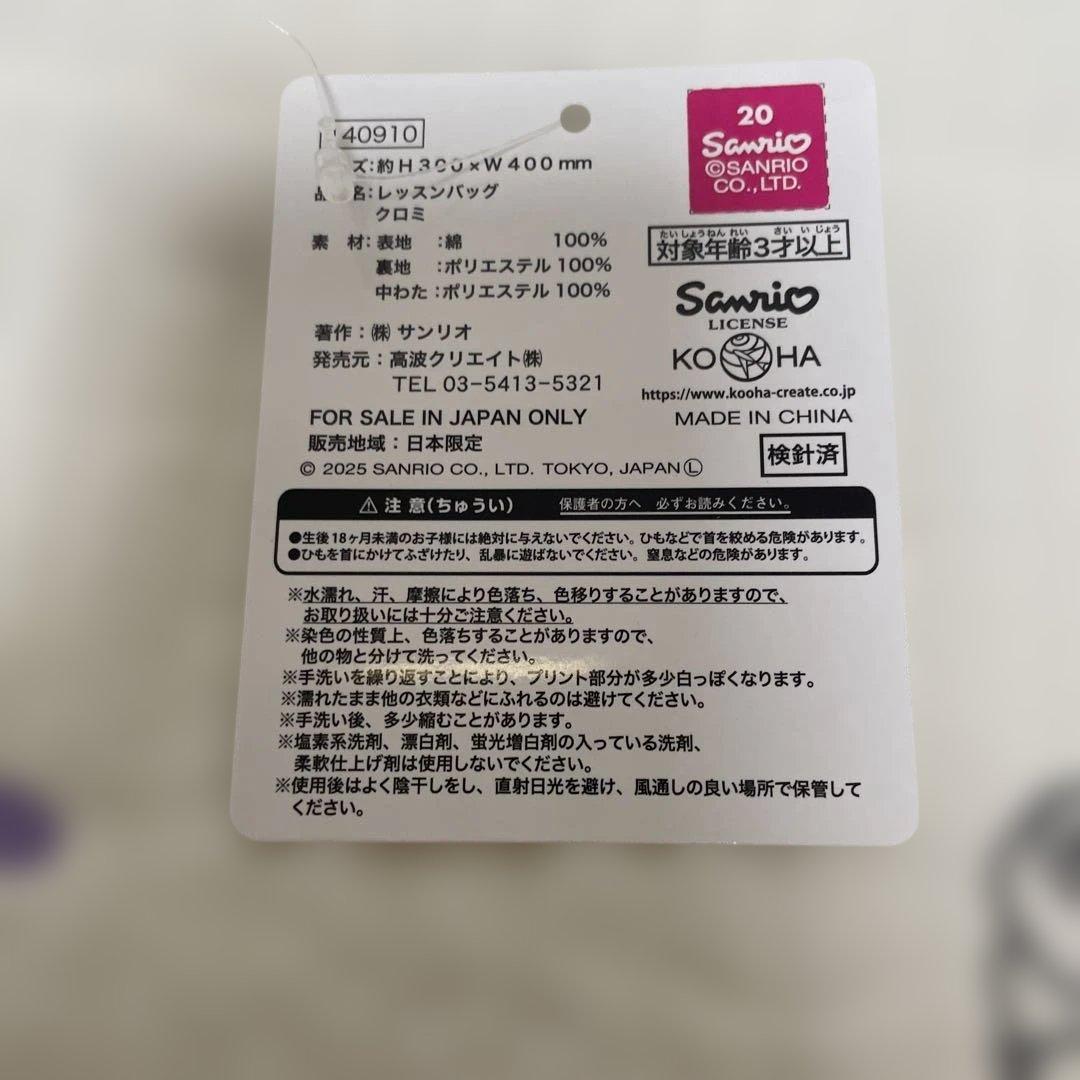 40910
ズ:約H300×W400mm
品名:レッスンバッグ
クロミ
素 材:表地 :綿 100%
裏地 :ポリエステル 100%
中わた:ポリエステル 100%
著作:㈱ サンリオ
発売元:高波クリエイト㈱
TEL 03-5413-5321
FOR SALE IN JAPAN ONLY
販売地域:日本限定
© 2025 SANRIO CO., LTD. TOKYO, JAPAN Ⓛ
20
Sanrio
©SANRIO
CO.,LTD.
たいしょうねんれい さい いじょう
対象年齢3才以上
Sanrio
LICENSE
KOOHA
https://www.kooha-create.co.jp
MADE IN CHINA
検針済
⚠ 注 意(ちゅうい) 保護者の方へ 必ずお読みください。
●生後18ヶ月未満のお子様には絶対に与えないでください。ひもなどで首を絞める危険があります。
●ひもを首にかけてふざけたり、乱暴に遊ばないでください。窒息などの危険があります。
※水濡れ、汗、摩擦により色落ち、色移りすることがありますので、
お取り扱いには十分ご注意ください。
※染色の性質上、色落ちすることがありますので、
他の物と分けて洗ってください。
※手洗いを繰り返すことにより、プリント部分が多少白っぽくなります。
※濡れたまま他の衣類などにふれるのは避けてください。
※手洗い後、多少縮むことがあります。
※塩素系洗剤、漂白剤、蛍光増白剤の入っている洗剤、
柔軟仕上げ剤は使用しないでください。
※使用後はよく陰干しをし、直射日光を避け、風通しの良い場所で保管して
ください。